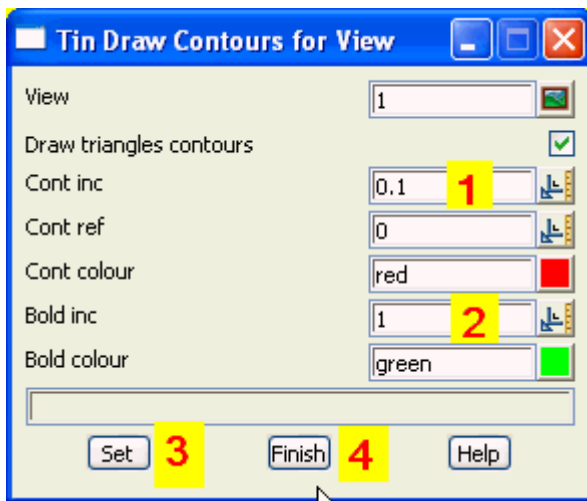 Tin Draw Contours for View
View 1
Draw triangles contours
Cont inc 0.1 1
Cont ref 0
Cont colour red
Bold inc 1 2
Bold colour green
Set 3 Finish 4 Help